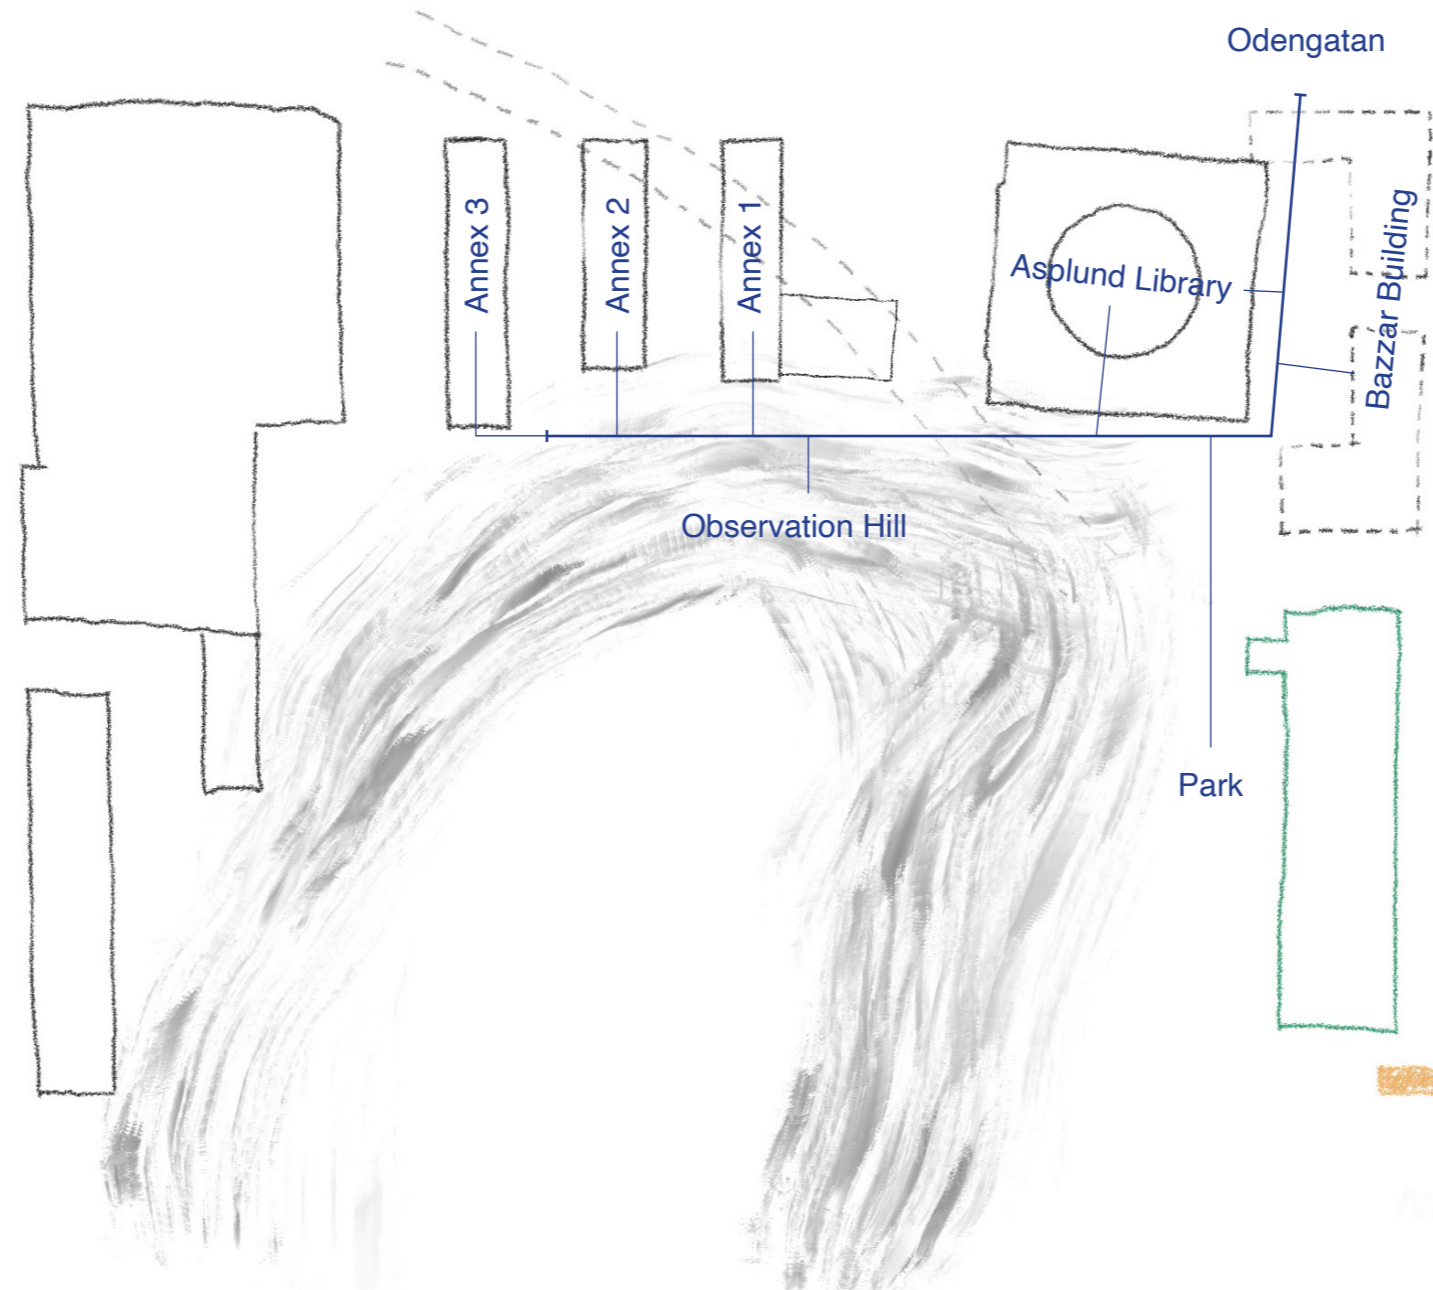 Odengatan
Annex 3
Annex 2
Annex 1
Asplund Library
Bazzar Building
Observation Hill
Park